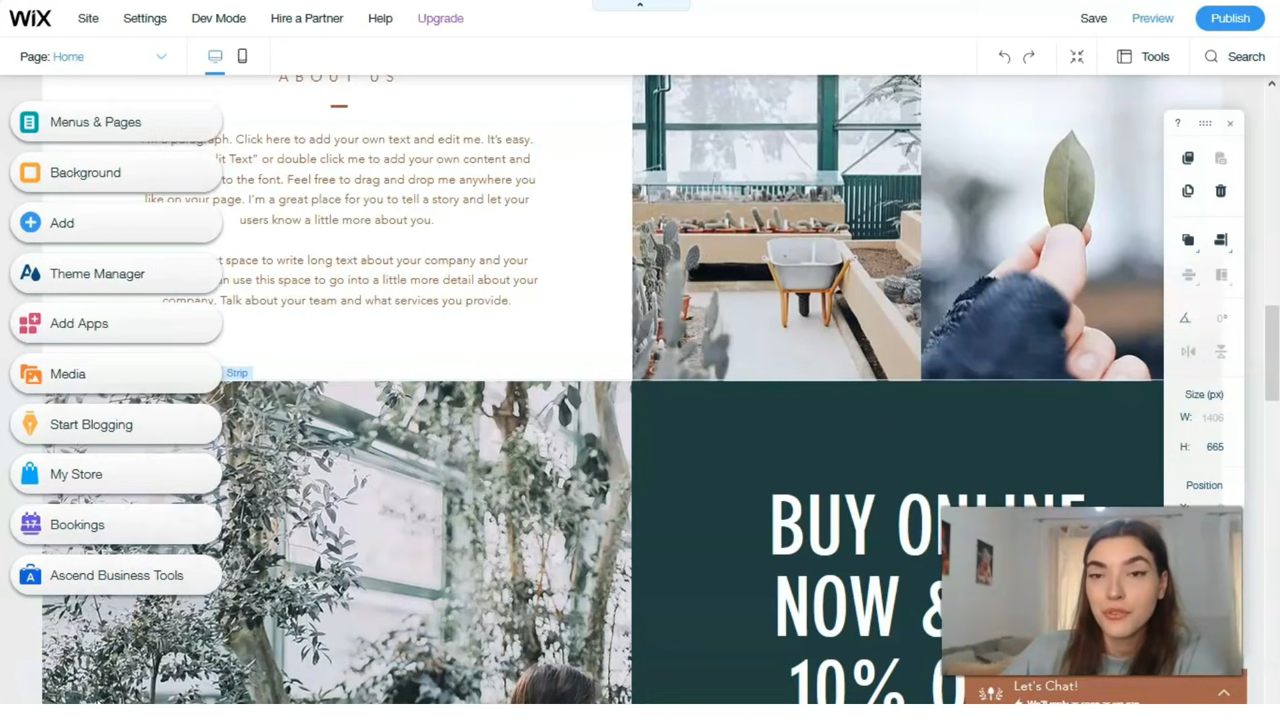 WiX Site Settings Dev Mode Hire a Partner Help Upgrade Save Preview Publish
Page: Home Tools Search
ABOUT US
Menus & Pages
Background
Add
Theme Manager
Add Apps
Media
Start Blogging
My Store
Bookings
17
Ascend Business Tools
A
paragraph. Click here to add your own text and edit me. It's easy.
Text" or double click me to add your own content and
to the font. Feel free to drag and drop me anywhere you
like on your page. I'm a great place for you to tell a story and let your
users know a little more about you.
space to write long text about your company and your
use this space to go into a little more detail about your
company. Talk about your team and what services you provide.
Strip
?
0°
Size (px)
W: 1406
H: 665
Position
BUY
NOW &
10%
Let's Chat!